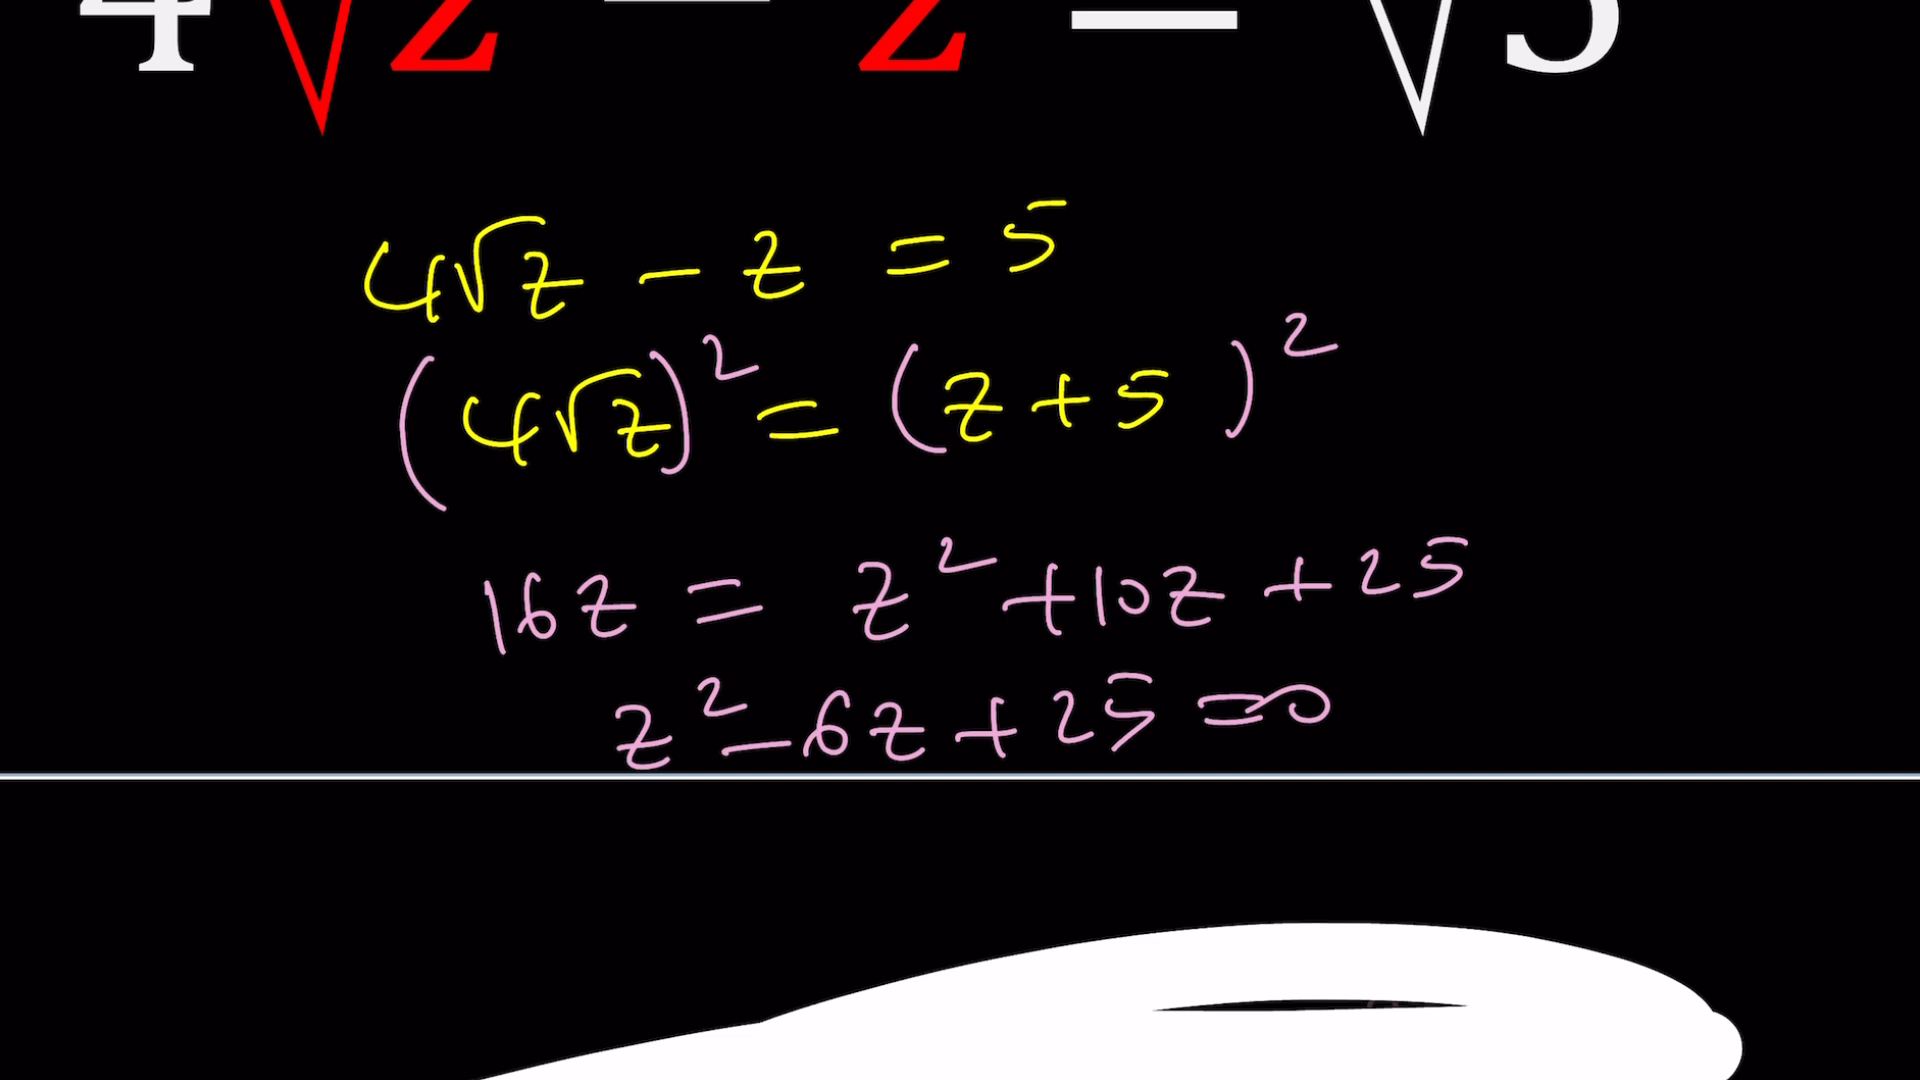 4√z − z = √5
4√z − z = 5
(4√z)² = (z + 5)²
16z = z² + 10z + 25
z² − 6z + 25 = 0